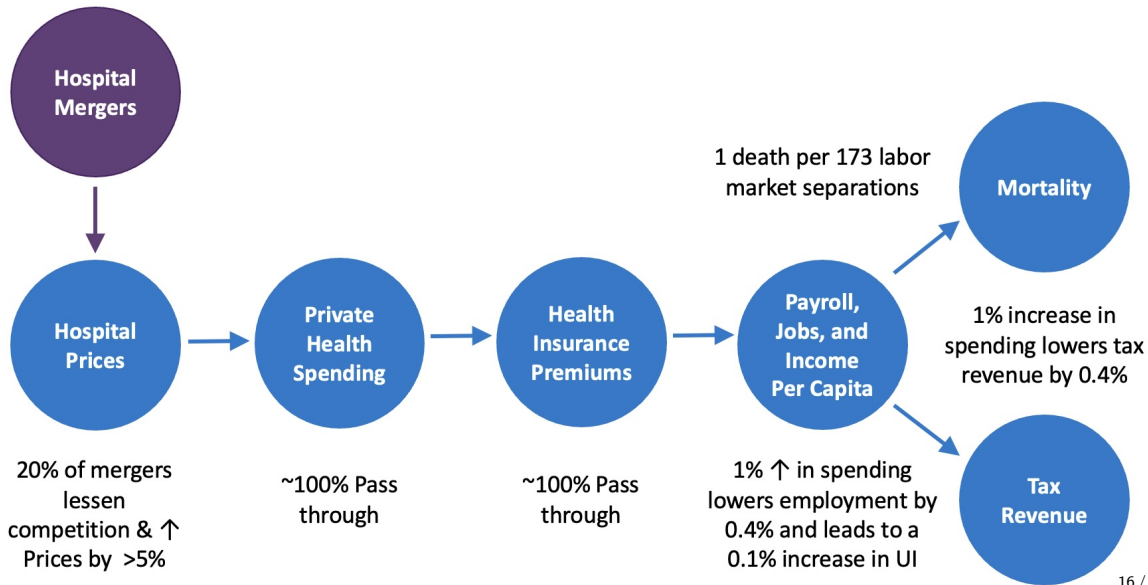 Hospital
Mergers
1 death per 173 labor
market separations
Mortality
Hospital
Prices
Private
Health
Spending
Health
Insurance
Premiums
Payroll,
Jobs, and
Income
Per Capita
1% increase in
spending lowers tax
revenue by 0.4%
20% of mergers
lessen
competition & ↑
Prices by  >5%
~100% Pass
through
~100% Pass
through
1% ↑ in spending
lowers employment by
0.4% and leads to a
0.1% increase in UI
Tax
Revenue
16 /